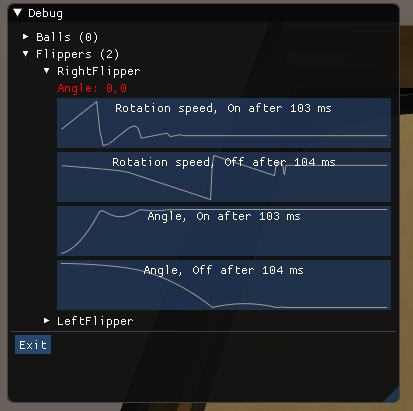 Debug
Balls (0)
Flippers (2)
RightFlipper
Angle: 0,0
Rotation speed, On after 103 ms
Rotation speed, Off after 104 ms
Angle, On after 103 ms
Angle, Off after 104 ms
LeftFlipper
Exit